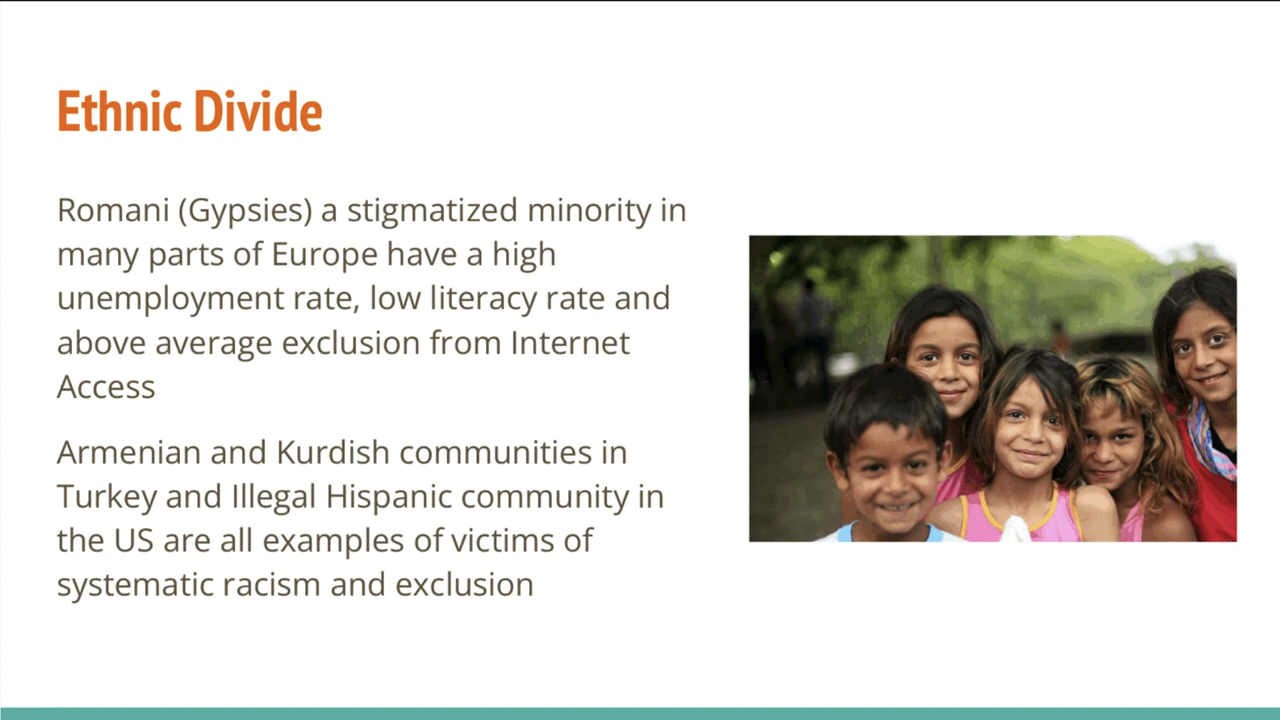 Ethnic Divide
Romani (Gypsies) a stigmatized minority in
many parts of Europe have a high
unemployment rate, low literacy rate and
above average exclusion from Internet
Access
Armenian and Kurdish communities in
Turkey and Illegal Hispanic community in
the US are all examples of victims of
systematic racism and exclusion